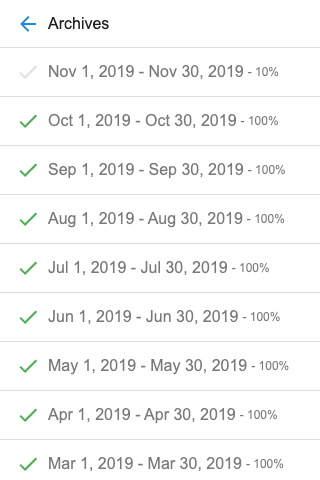 Archives
Nov 1, 2019 - Nov 30, 2019 - 10%
Oct 1, 2019 - Oct 30, 2019 - 100%
Sep 1, 2019 - Sep 30, 2019 - 100%
Aug 1, 2019 - Aug 30, 2019 - 100%
Jul 1, 2019 - Jul 30, 2019 - 100%
Jun 1, 2019 - Jun 30, 2019 - 100%
May 1, 2019 - May 30, 2019 - 100%
Apr 1, 2019 - Apr 30, 2019 - 100%
Mar 1, 2019 - Mar 30, 2019 - 100%